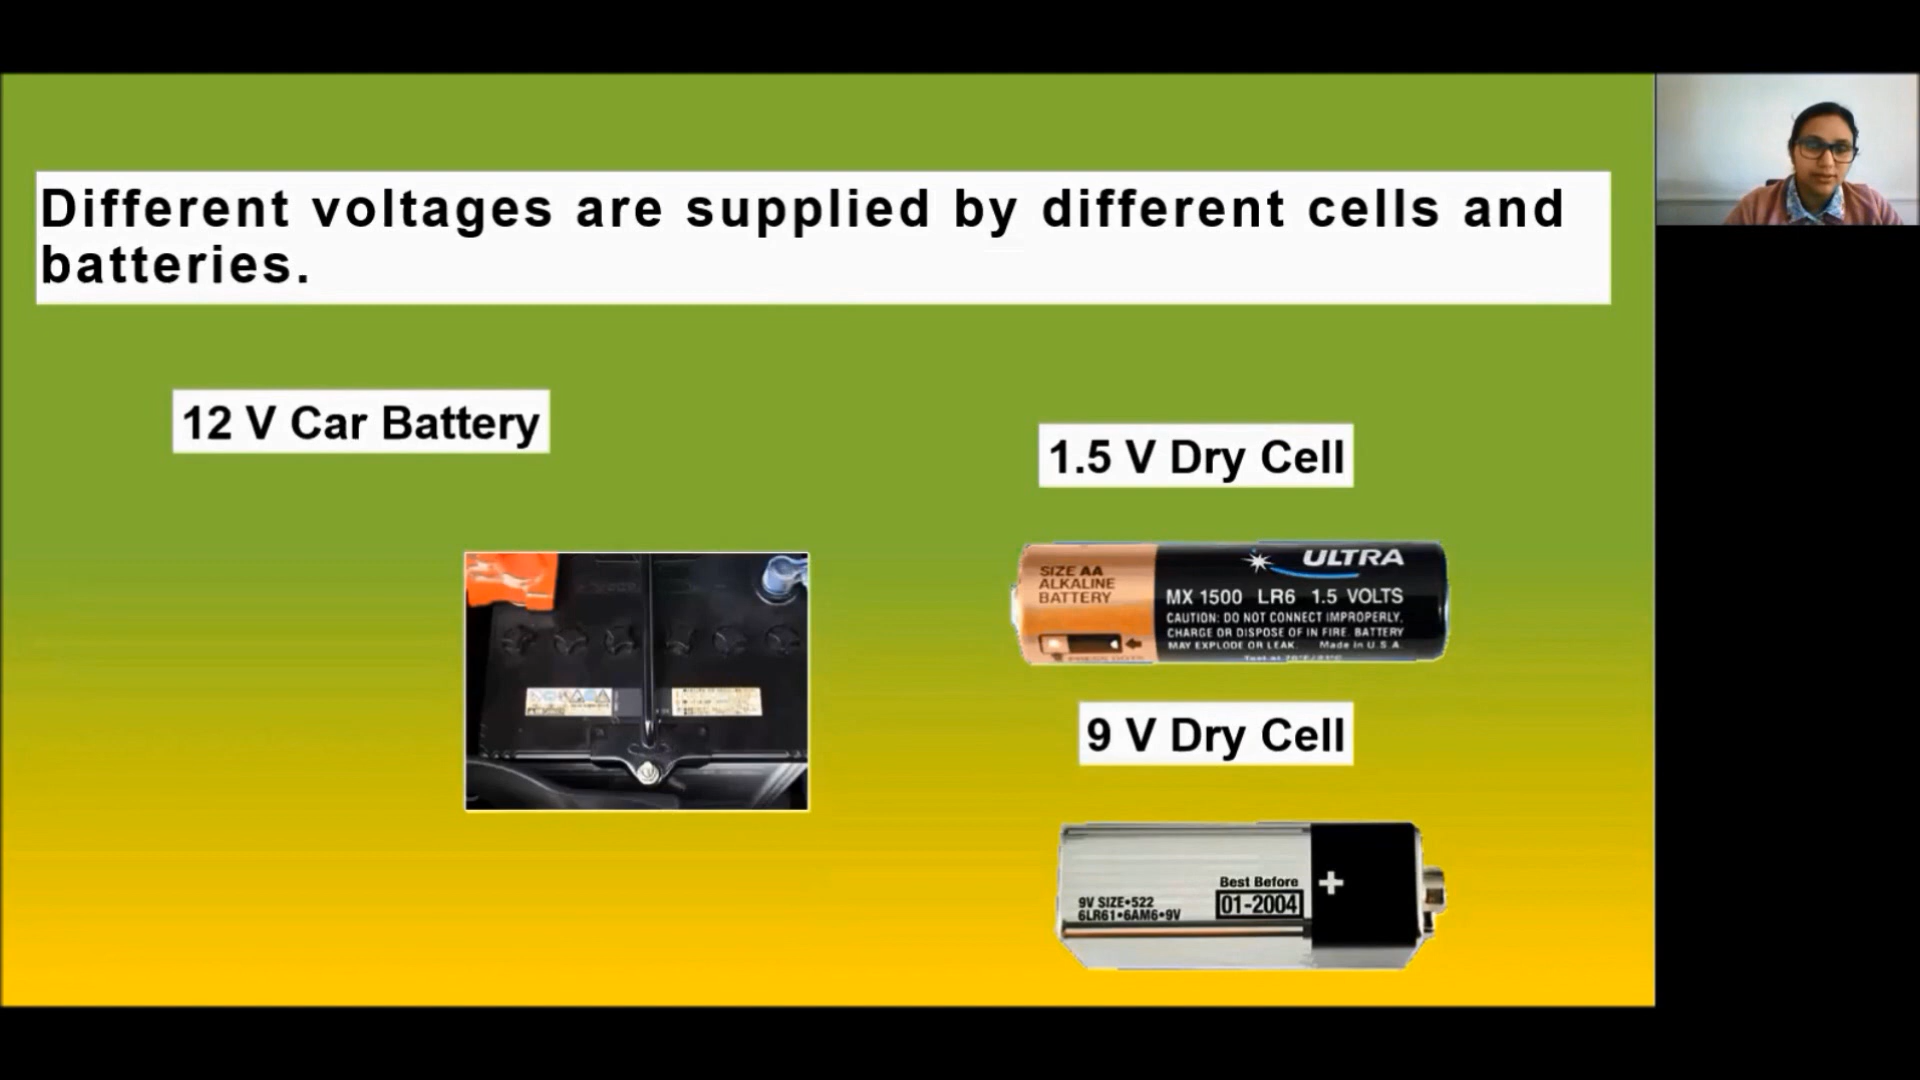 Different voltages are supplied by different cells and
batteries.
12 V Car Battery
1.5 V Dry Cell
SIZE AA
ALKALINE
BATTERY
ULTRA
MX 1500 LR6 1.5 VOLTS
CAUTION: DO NOT CONNECT IMPROPERLY,
CHARGE OR DISPOSE OF IN FIRE. BATTERY
MAY EXPLODE OR LEAK. Made in U.S.A.
9 V Dry Cell
9V SIZE•522
6LR61•6AM6•9V
Best Before
01-2004
+